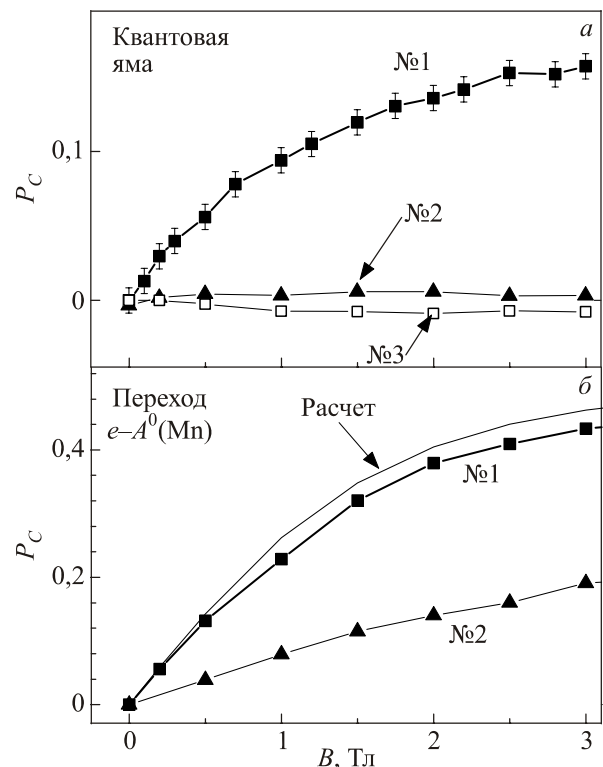 Квантовая
яма
а
№1
0,1
P_C
№2
0
№3
Переход
e–A⁰(Mn)
б
Расчет
0,4
№1
P_C
0,2
№2
0
0 1 2 3
B, Тл